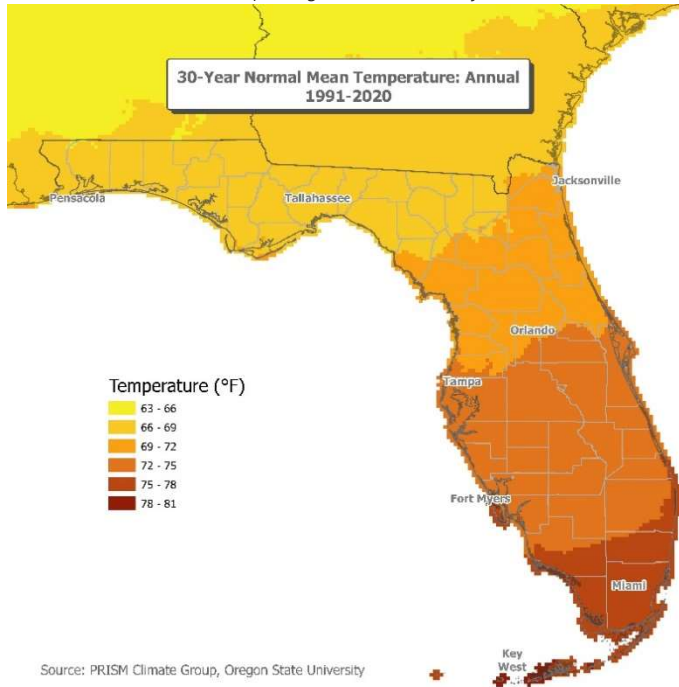 30-Year Normal Mean Temperature: Annual
1991-2020
Pensacola
Tallahassee
Jacksonville
Orlando
Tampa
Temperature (°F)
63 - 66
66 - 69
69 - 72
72 - 75
75 - 78
78 - 81
Fort Myers
Miami
Key
West
Source: PRISM Climate Group, Oregon State University